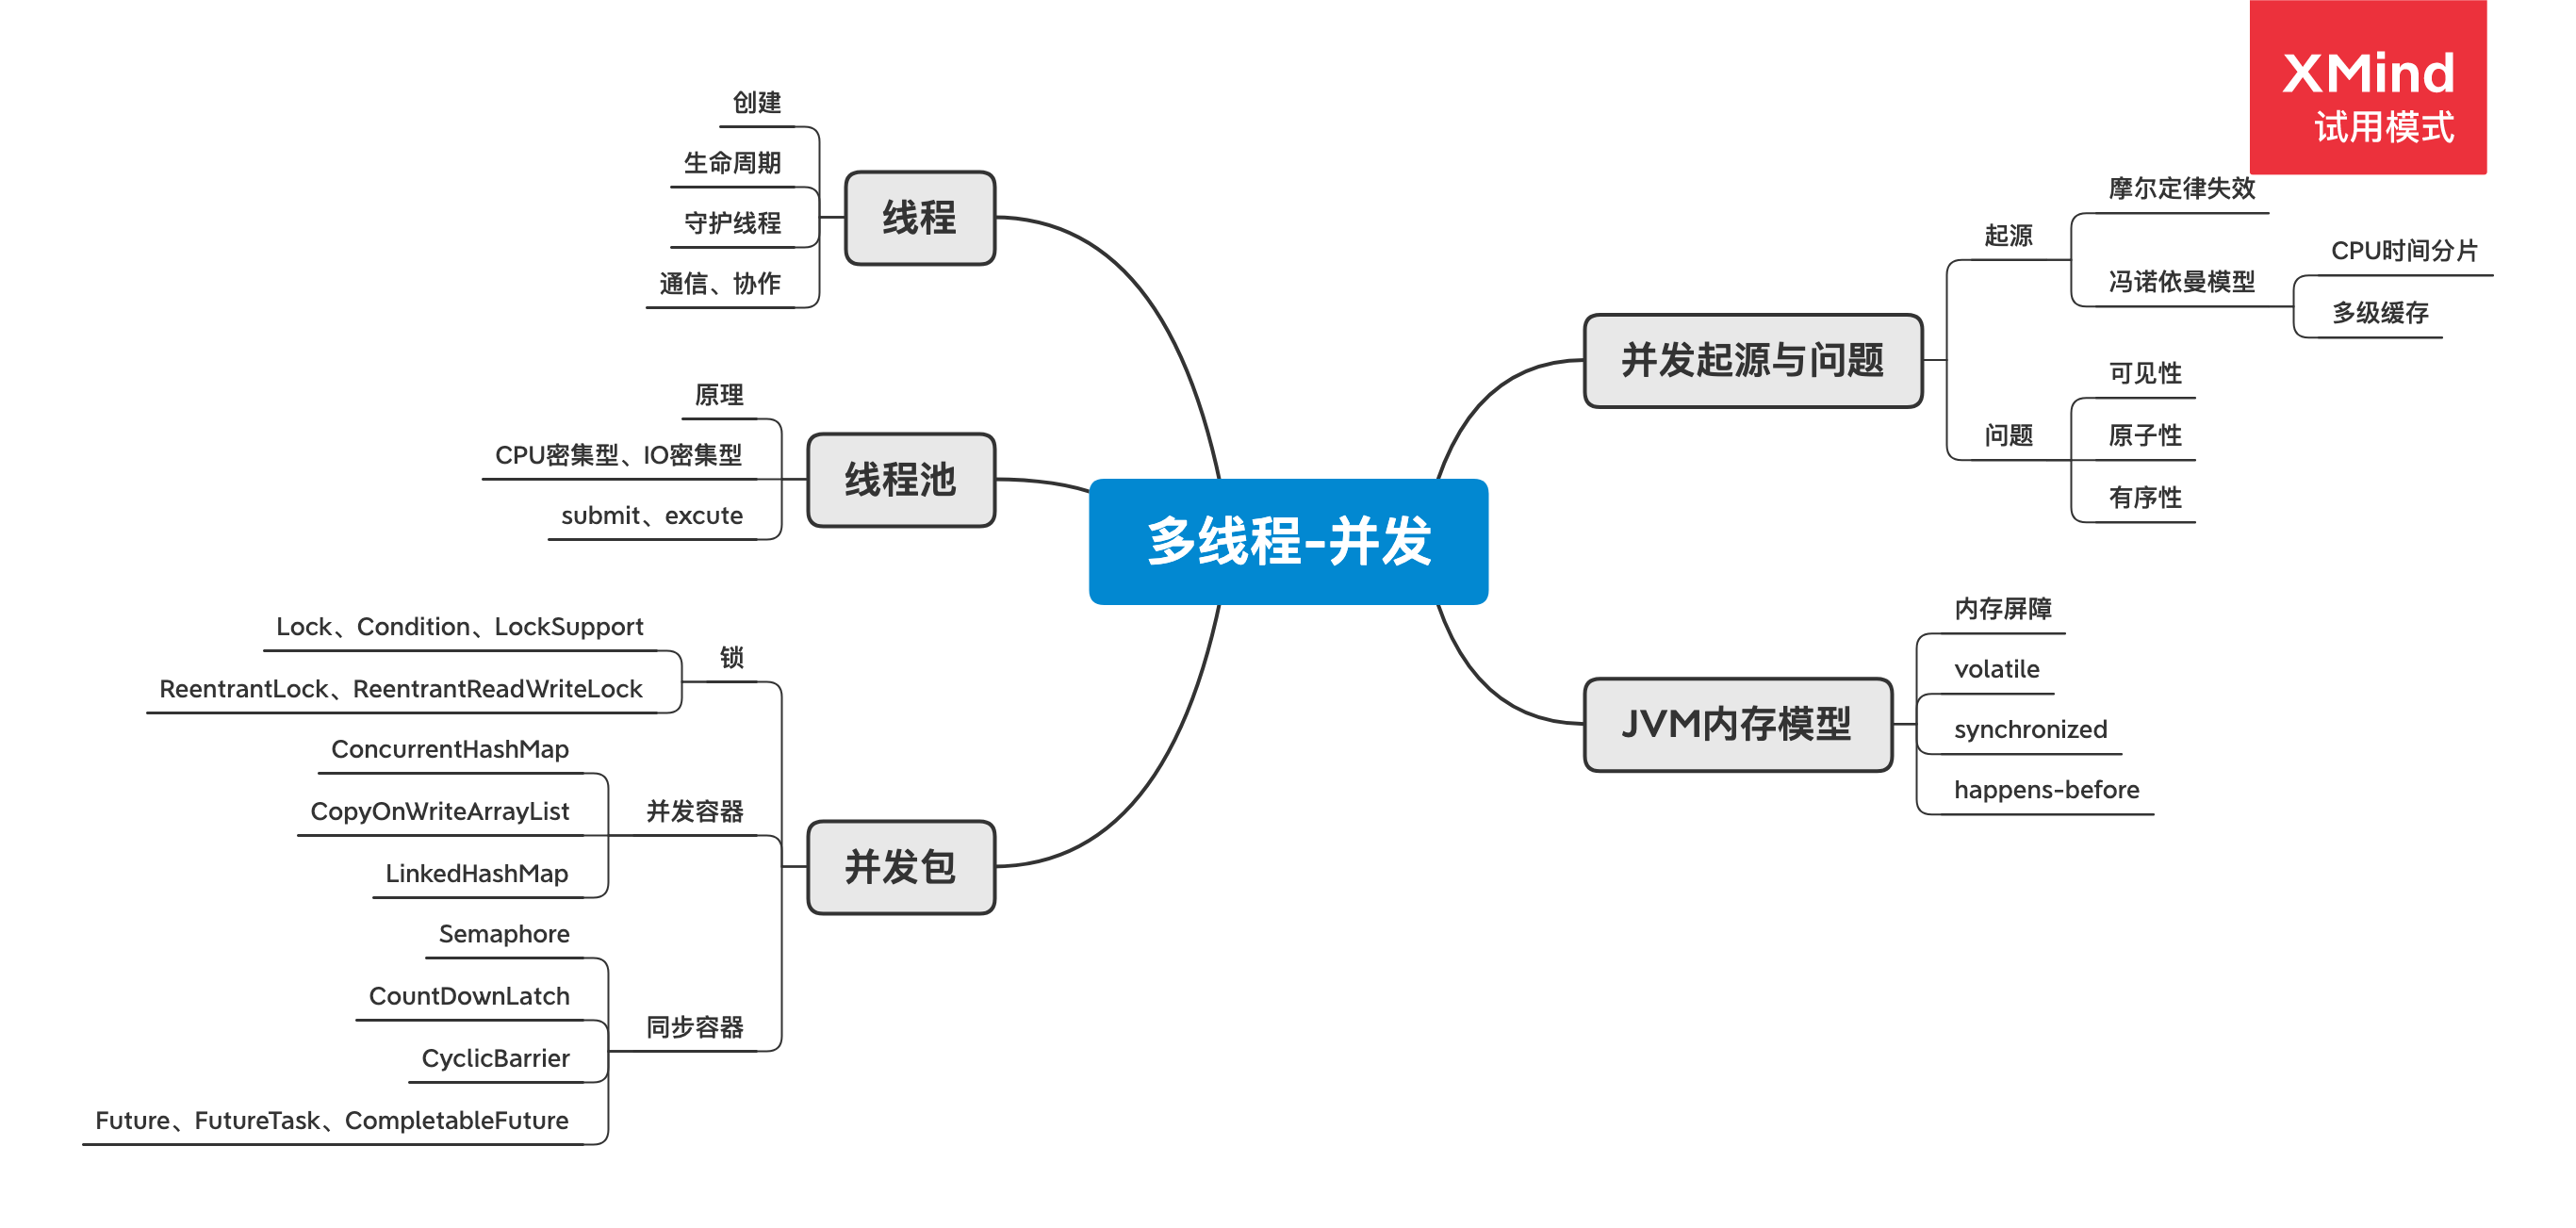 XMind
试用模式
多线程-并发
并发起源与问题
起源
摩尔定律失效
冯诺依曼模型
CPU时间分片
多级缓存
问题
可见性
原子性
有序性
JVM内存模型
内存屏障
volatile
synchronized
happens-before
线程
创建
生命周期
守护线程
通信、协作
线程池
原理
CPU密集型、IO密集型
submit、excute
并发包
锁
Lock、Condition、LockSupport
ReentrantLock、ReentrantReadWriteLock
并发容器
ConcurrentHashMap
CopyOnWriteArrayList
LinkedHashMap
同步容器
Semaphore
CountDownLatch
CyclicBarrier
Future、FutureTask、CompletableFuture